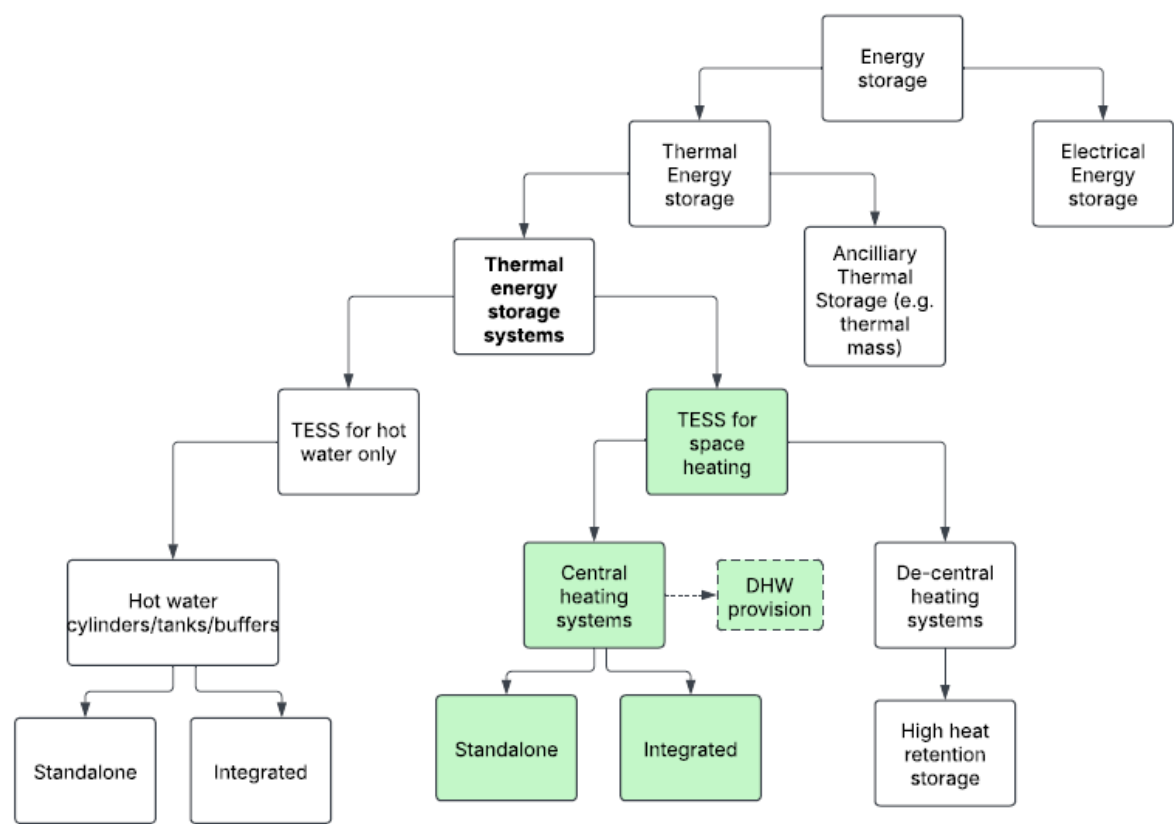 Energy
storage
Thermal
Energy
storage
Electrical
Energy
storage
Thermal
energy
storage
systems
Ancilliary
Thermal
Storage (e.g.
thermal
mass)
TESS for hot
water only
TESS for
space
heating
Hot water
cylinders/tanks/buffers
Central
heating
systems
DHW
provision
De-central
heating
systems
Standalone
Integrated
Standalone
Integrated
High heat
retention
storage